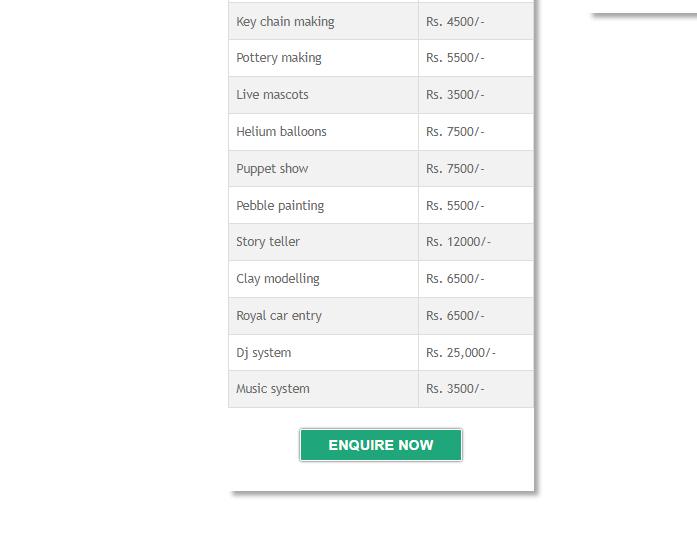 Key chain making Rs. 4500/-
Pottery making Rs. 5500/-
Live mascots Rs. 3500/-
Helium balloons Rs. 7500/-
Puppet show Rs. 7500/-
Pebble painting Rs. 5500/-
Story teller Rs. 12000/-
Clay modelling Rs. 6500/-
Royal car entry Rs. 6500/-
Dj system Rs. 25,000/-
Music system Rs. 3500/-
ENQUIRE NOW